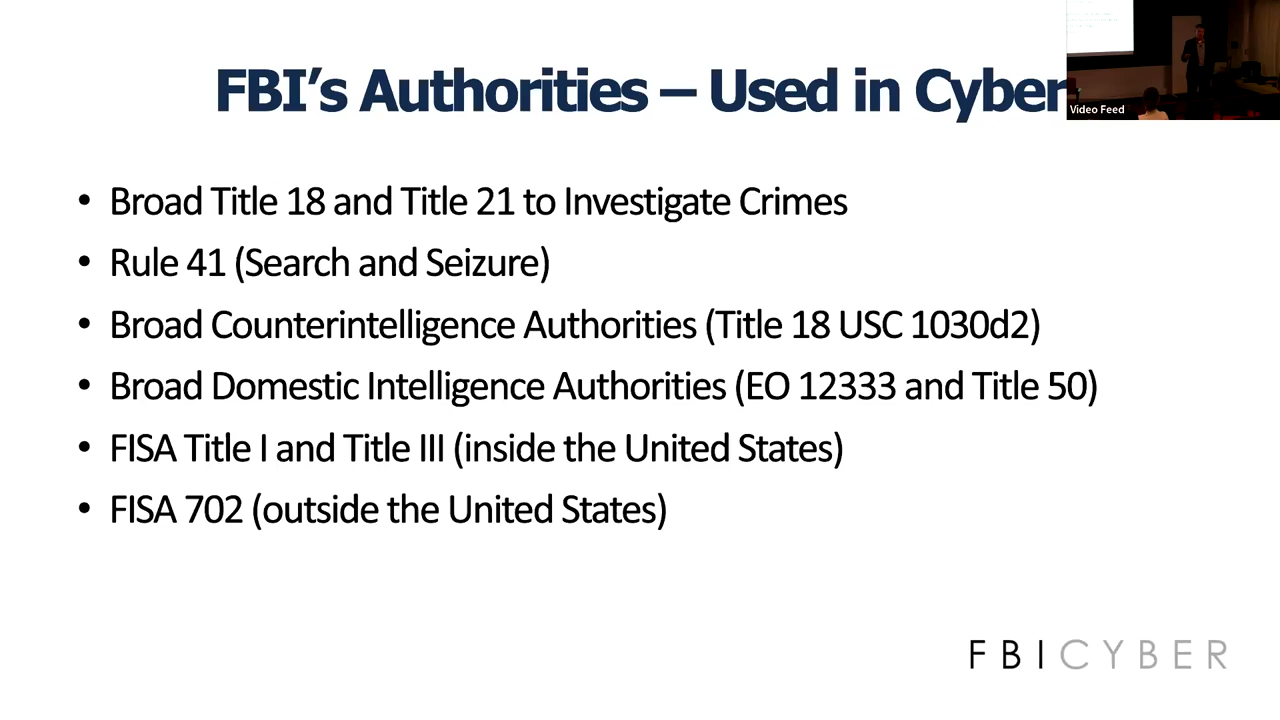 FBI's Authorities – Used in Cyber
Video Feed
• Broad Title 18 and Title 21 to Investigate Crimes
• Rule 41 (Search and Seizure)
• Broad Counterintelligence Authorities (Title 18 USC 1030d2)
• Broad Domestic Intelligence Authorities (EO 12333 and Title 50)
• FISA Title I and Title III (inside the United States)
• FISA 702 (outside the United States)
FBI CYBER